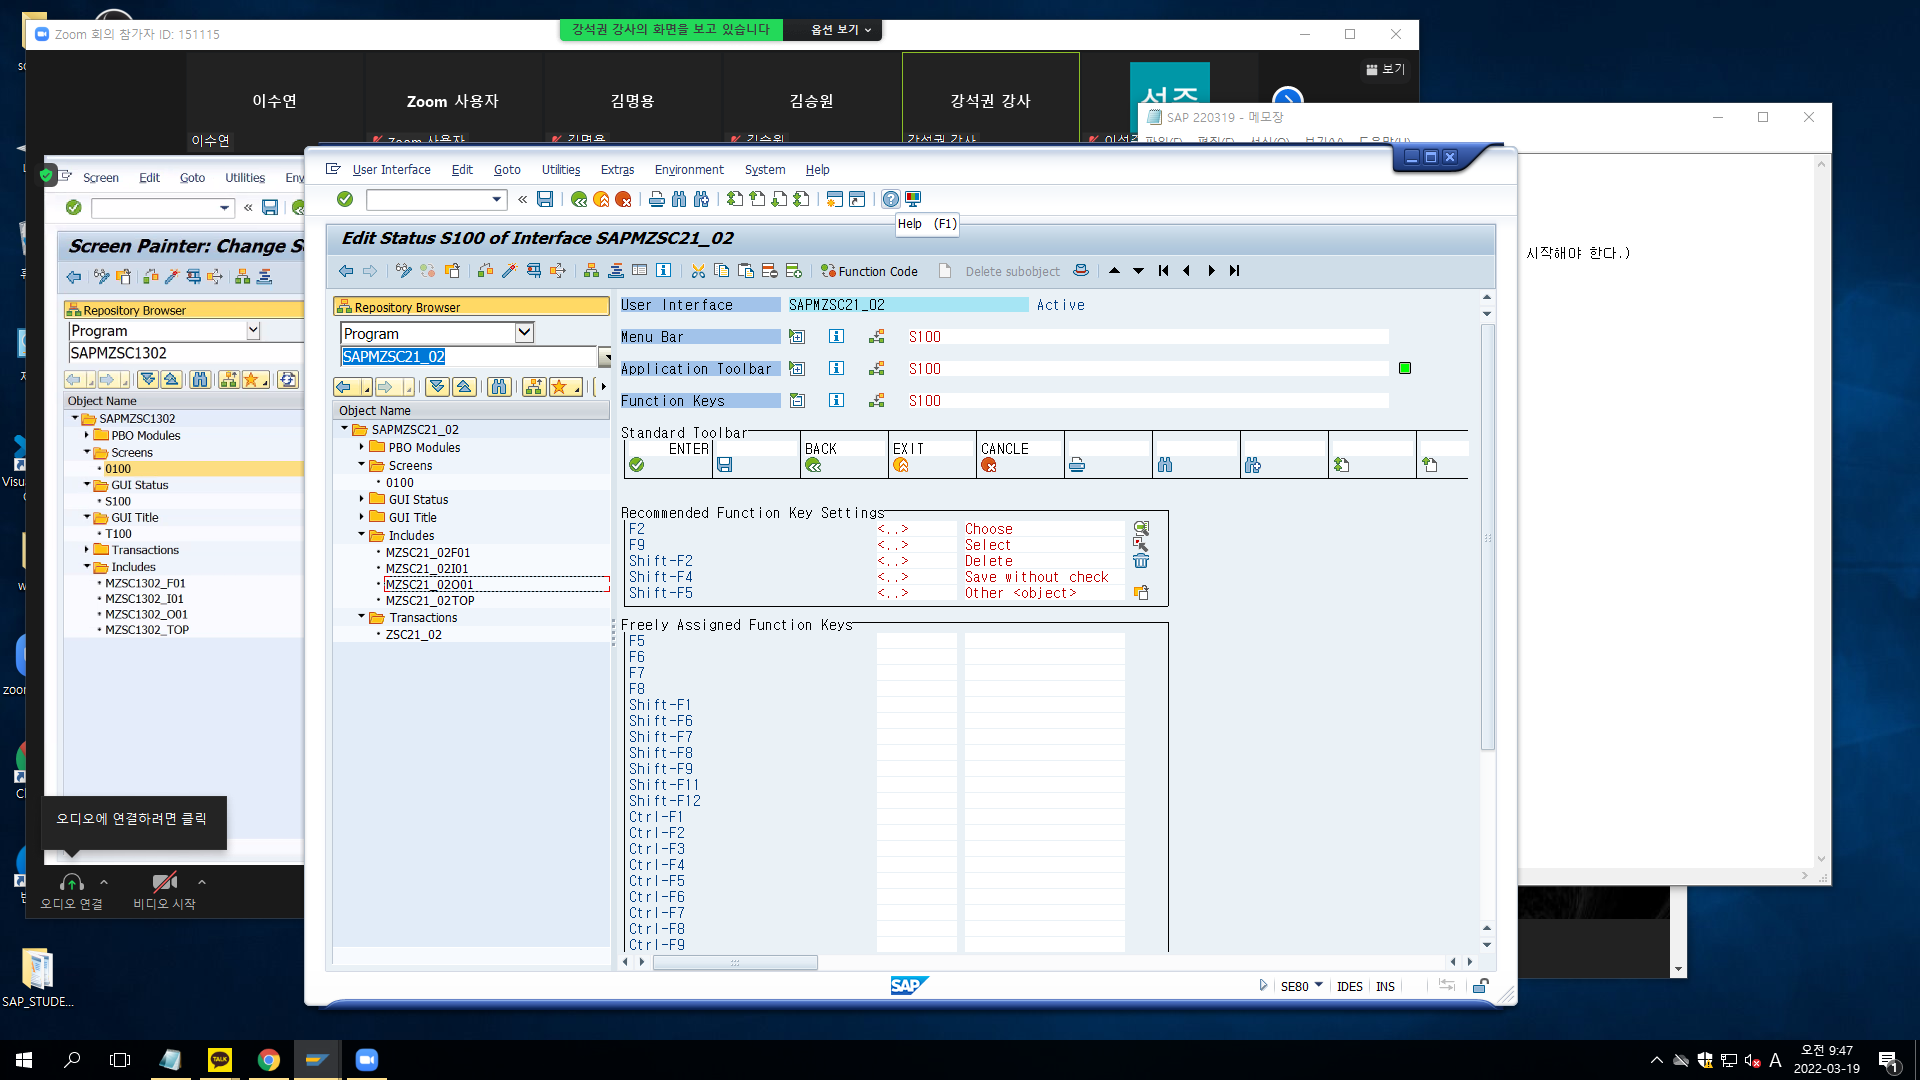 Zoom 회의 참가자 ID: 151115
강석권 강사의 화면을 보고 있습니다
옵션 보기
이수연
Zoom 사용자
김명용
김승원
강석권 강사
보기
이수연
SAP 220319 - 메모장
시작해야 한다.)
Screen Edit Goto Utilities
Screen Painter: Change
Repository Browser
Program
SAPMZSC1302
Object Name
SAPMZSC1302
PBO Modules
Screens
0100
GUI Status
S100
GUI Title
T100
Transactions
Includes
MZSC1302_F01
MZSC1302_I01
MZSC1302_O01
MZSC1302_TOP
오디오에 연결하려면 클릭
오디오 연결
비디오 시작
User Interface Edit Goto Utilities Extras Environment System Help
Help (F1)
Edit Status S100 of Interface SAPMZSC21_02
Function Code
Delete subobject
Repository Browser
Program
SAPMZSC21_02
Object Name
SAPMZSC21_02
PBO Modules
Screens
0100
GUI Status
GUI Title
Includes
MZSC21_02F01
MZSC21_02I01
MZSC21_02O01
MZSC21_02TOP
Transactions
ZSC21_02
User Interface SAPMZSC21_02 Active
Menu Bar S100
Application Toolbar S100
Function Keys S100
Standard Toolbar
ENTER BACK EXIT CANCLE
Recommended Function Key Settings
F2 <..> Choose
F9 <..> Select
Shift-F2 <..> Delete
Shift-F4 <..> Save without check
Shift-F5 <..> Other <object>
Freely Assigned Function Keys
F5
F6
F7
F8
Shift-F1
Shift-F6
Shift-F7
Shift-F8
Shift-F9
Shift-F11
Shift-F12
Ctrl-F1
Ctrl-F2
Ctrl-F3
Ctrl-F4
Ctrl-F5
Ctrl-F6
Ctrl-F7
Ctrl-F8
Ctrl-F9
SAP
SE80 IDES INS
SAP_STUDE...
TALK
A
오전 9:47
2022-03-19
1